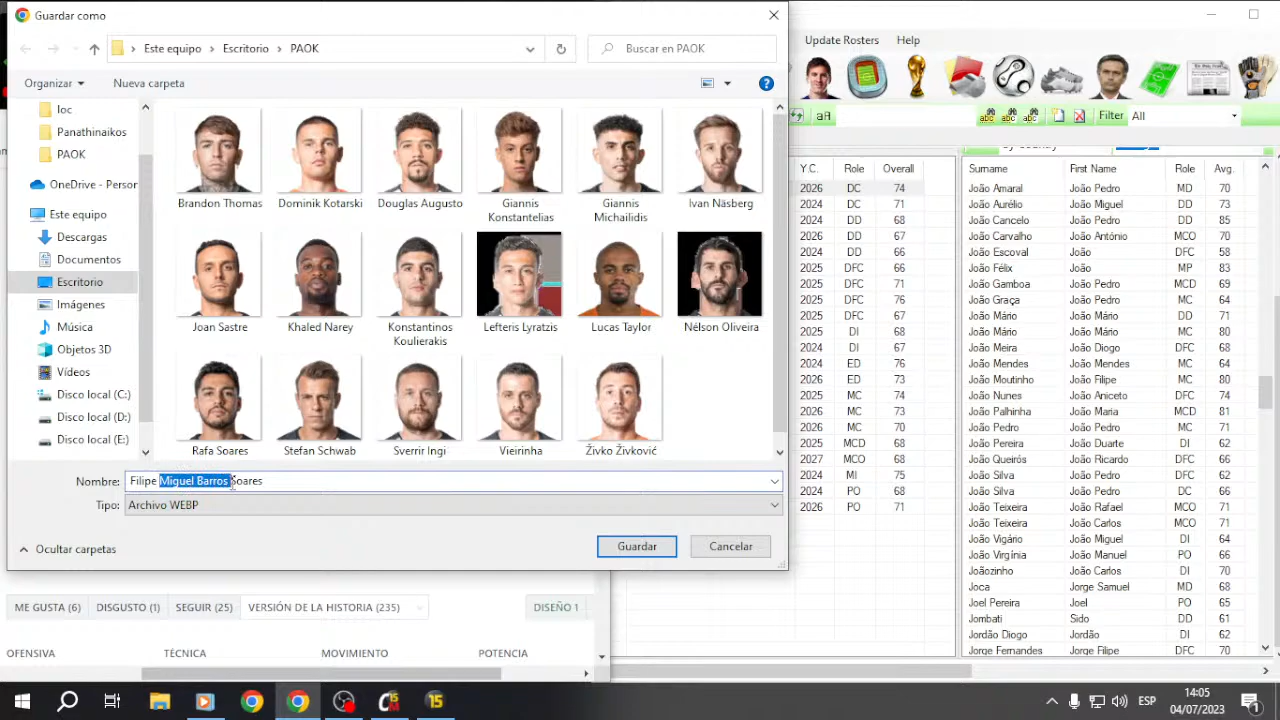 Guardar como
Este equipo > Escritorio > PAOK
Buscar en PAOK
Organizar
Nueva carpeta
loc
Panathinaikos
PAOK
OneDrive - Person
Este equipo
Descargas
Documentos
Escritorio
Imágenes
Música
Objetos 3D
Vídeos
Disco local (C:)
Disco local (D:)
Disco local (E:)
Brandon Thomas
Dominik Kotarski
Douglas Augusto
Giannis Konstantelias
Giannis Michailidis
Ivan Näsberg
Joan Sastre
Khaled Narey
Konstantinos Koulierakis
Lefteris Lyratzis
Lucas Taylor
Nélson Oliveira
Rafa Soares
Stefan Schwab
Sverrir Ingi
Vieirinha
Živko Živković
Nombre: Filipe Miguel Barros Soares
Tipo: Archivo WEBP
Ocultar carpetas
Guardar
Cancelar
ME GUSTA (6)
DISGUSTO (1)
SEGUIR (25)
VERSIÓN DE LA HISTORIA (235)
DISEÑO 1
OFENSIVA
TÉCNICA
MOVIMIENTO
POTENCIA
Update Rosters
Help
aA
Filter
All
Y.C. Role Overall
2026 DC 74
2024 DC 71
2024 DD 68
2026 DD 67
2024 DD 66
2025 DFC 66
2025 DFC 71
2024 DFC 76
2025 DFC 67
2024 DI 68
2024 DI 67
2024 ED 76
2026 ED 73
2025 MC 74
2026 MC 73
2026 MC 70
2025 MCD 68
2027 MCD 68
2024 MI 75
2024 PO 68
2026 PO 71
Surname First Name Role Avg.
João Amaral João Pedro MD 70
João Aurélio João Miguel DD 73
João Cancelo João Pedro DD 85
João Carvalho João António MCO 70
João Escoval João DFC 58
João Félix João MP 83
João Gamboa João Pedro MCD 69
João Graça João Pedro MC 64
João Mário João Mário DD 71
João Mário João Mário MC 80
João Meira João Diogo DFC 68
João Mendes João Mendes MC 64
João Moutinho João Filipe MC 80
João Nunes João Aniceto DFC 74
João Palhinha João Maria MCD 81
João Pedro João Pedro MC 71
João Pereira João Duarte DI 62
João Queirós João Ricardo DFC 66
João Silva João Pedro DFC 62
João Silva João Pedro DC 66
João Teixeira João Rafael MCO 71
João Teixeira João Carlos MCO 71
João Vigário João Miguel DI 64
João Virgínia João Manuel PO 66
Joãozinho João Carlos DI 70
Joca Jorge Samuel MD 68
Joel Pereira Joel PO 65
Jombati Sido DD 61
Jordão Diogo Jordão DI 62
Jorge Fernandes Jorge Filipe DFC 70
ESP
14:05
04/07/2023